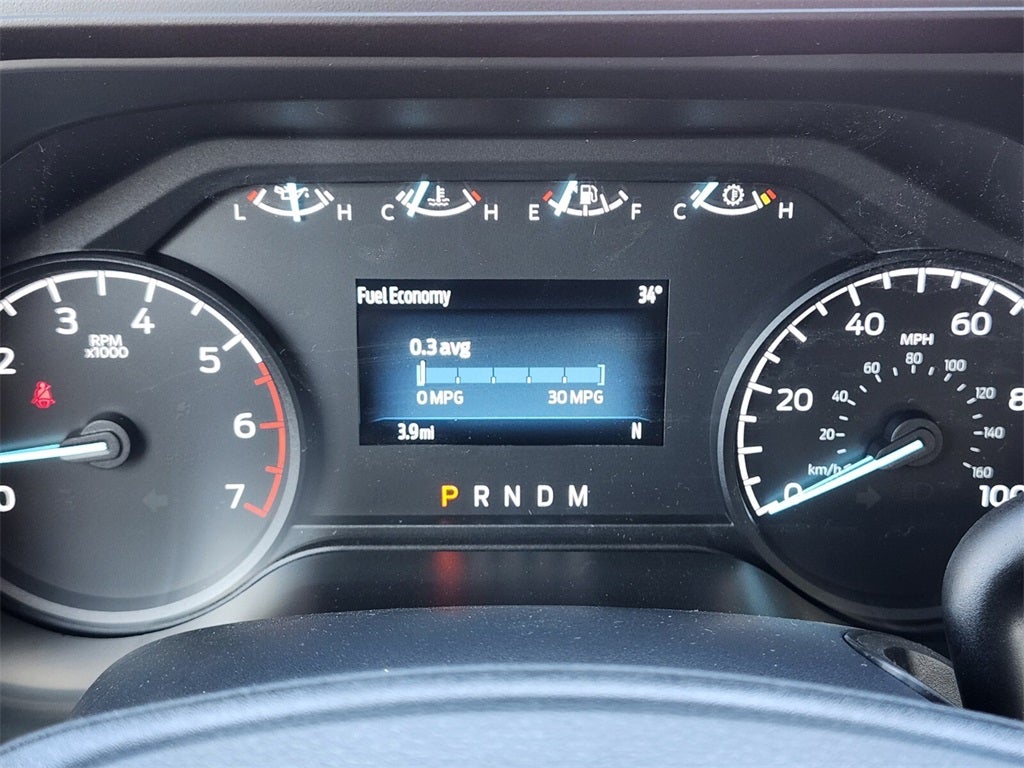 L H C H E F C H
Fuel Economy 34°
0.3 avg
0 MPG 30 MPG
3.9 mi N
P R N D M
0 2 3 4 5 6 7
RPM
x1000
0 20 40 60 8 100
MPH
20 40 60 80 100 120 140 160
km/h